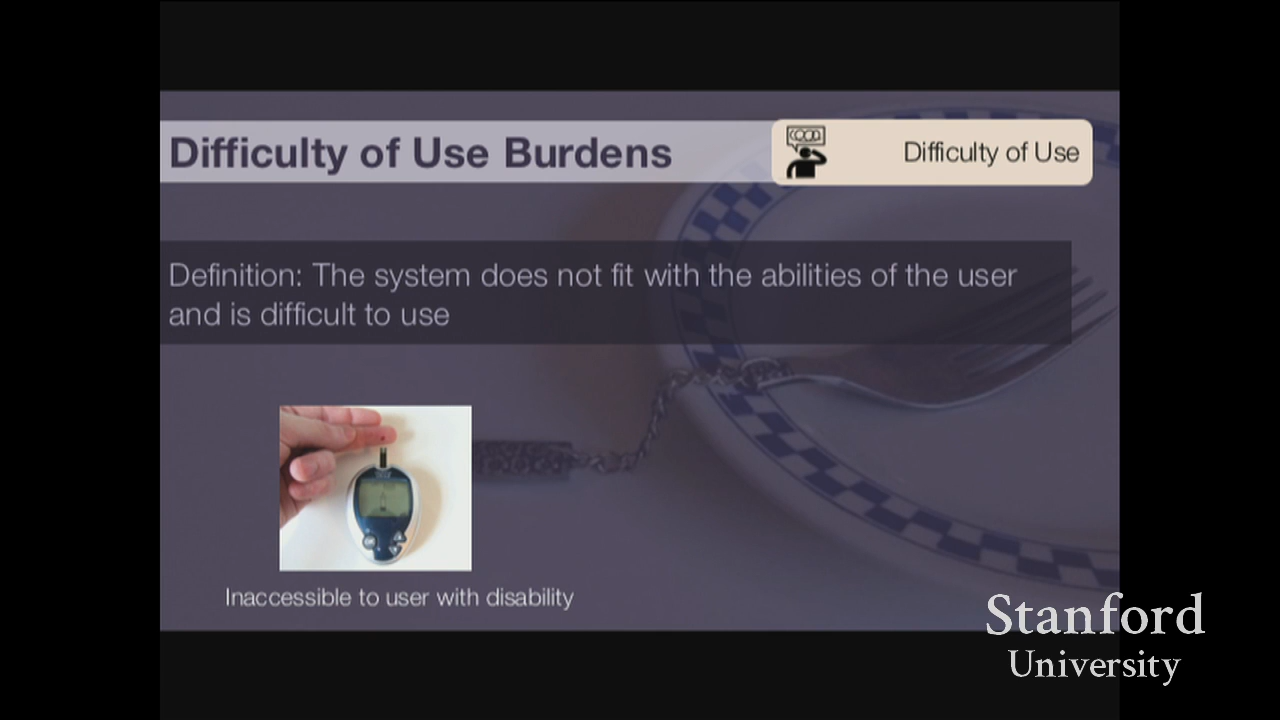 Difficulty of Use Burdens
Difficulty of Use
Definition: The system does not fit with the abilities of the user
and is difficult to use
Inaccessible to user with disability
Stanford
University